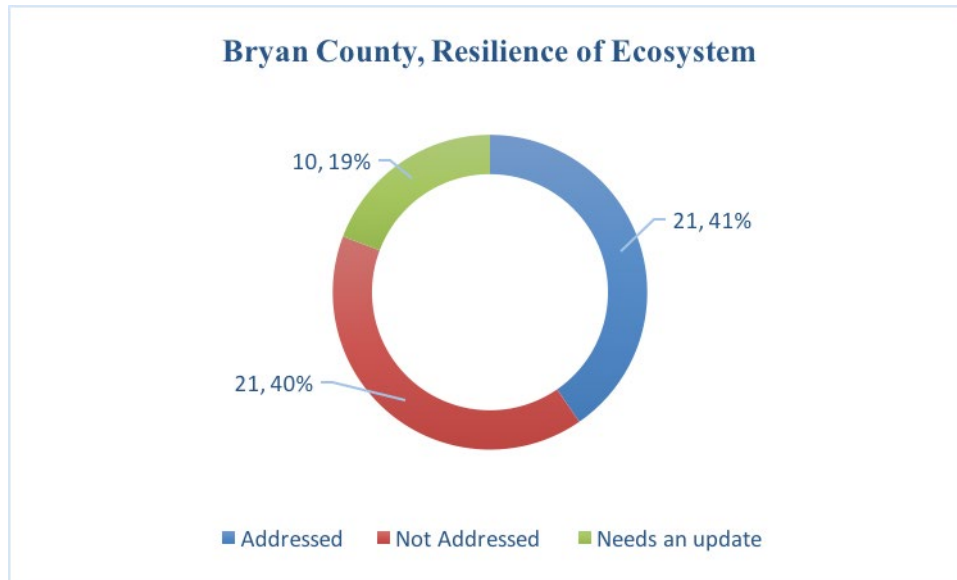 Bryan County, Resilience of Ecosystem
10, 19%
21, 41%
21, 40%
Addressed Not Addressed Needs an update